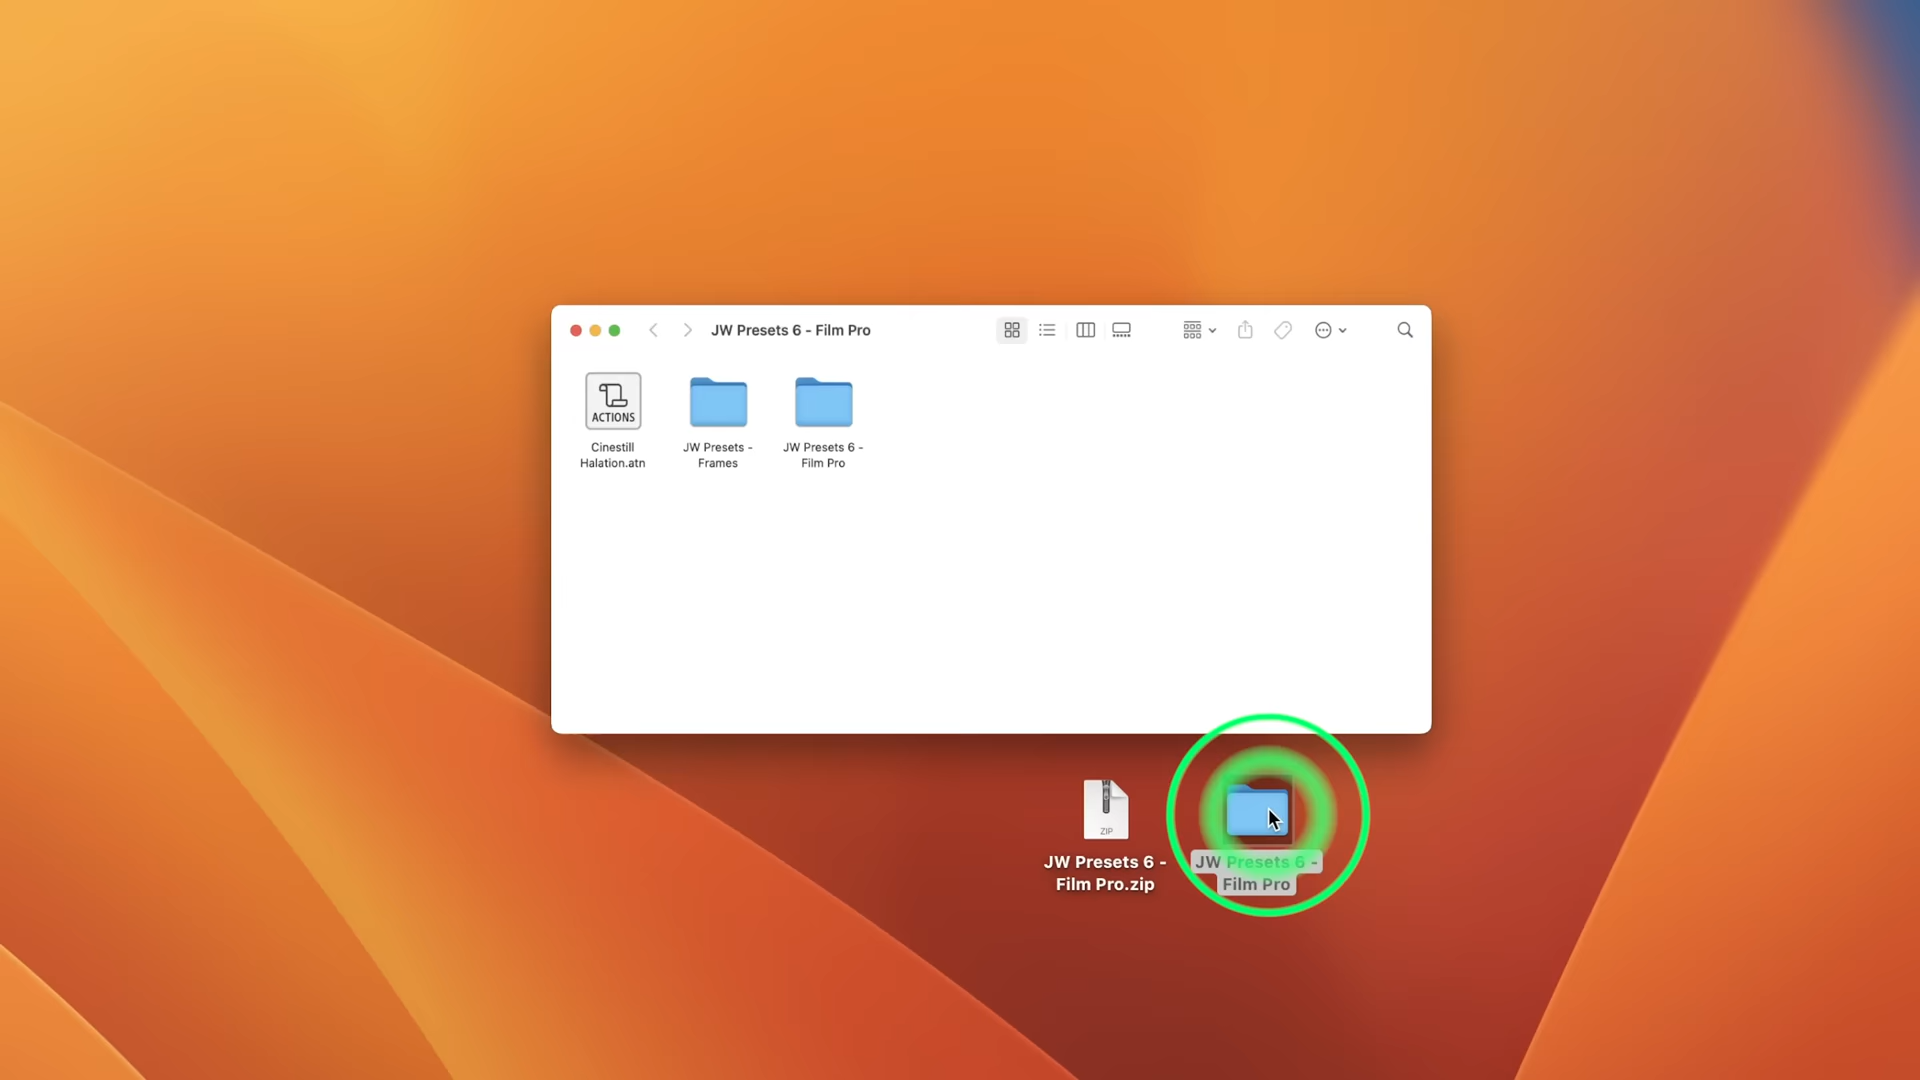 JW Presets 6 - Film Pro
ACTIONS
Cinestill
Halation.atn
JW Presets -
Frames
JW Presets 6 -
Film Pro
ZIP
JW Presets 6 -
Film Pro.zip
JW Presets 6 -
Film Pro